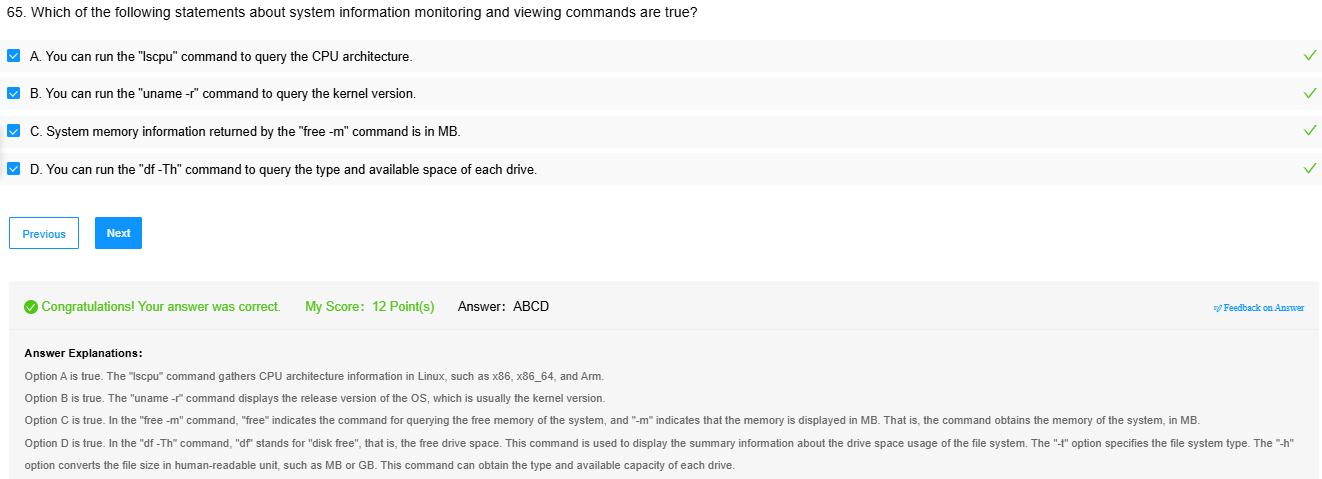 65. Which of the following statements about system information monitoring and viewing commands are true?
A. You can run the "lscpu" command to query the CPU architecture.
B. You can run the "uname -r" command to query the kernel version.
C. System memory information returned by the "free -m" command is in MB.
D. You can run the "df -Th" command to query the type and available space of each drive.
Previous Next
Congratulations! Your answer was correct. My Score: 12 Point(s) Answer: ABCD Feedback on Answer
Answer Explanations:
Option A is true. The "lscpu" command gathers CPU architecture information in Linux, such as x86, x86_64, and Arm.
Option B is true. The "uname -r" command displays the release version of the OS, which is usually the kernel version.
Option C is true. In the "free -m" command, "free" indicates the command for querying the free memory of the system, and "-m" indicates that the memory is displayed in MB. That is, the command obtains the memory of the system, in MB.
Option D is true. In the "df -Th" command, "df" stands for "disk free", that is, the free drive space. This command is used to display the summary information about the drive space usage of the file system. The "-t" option specifies the file system type. The "-h"
option converts the file size in human-readable unit, such as MB or GB. This command can obtain the type and available capacity of each drive.